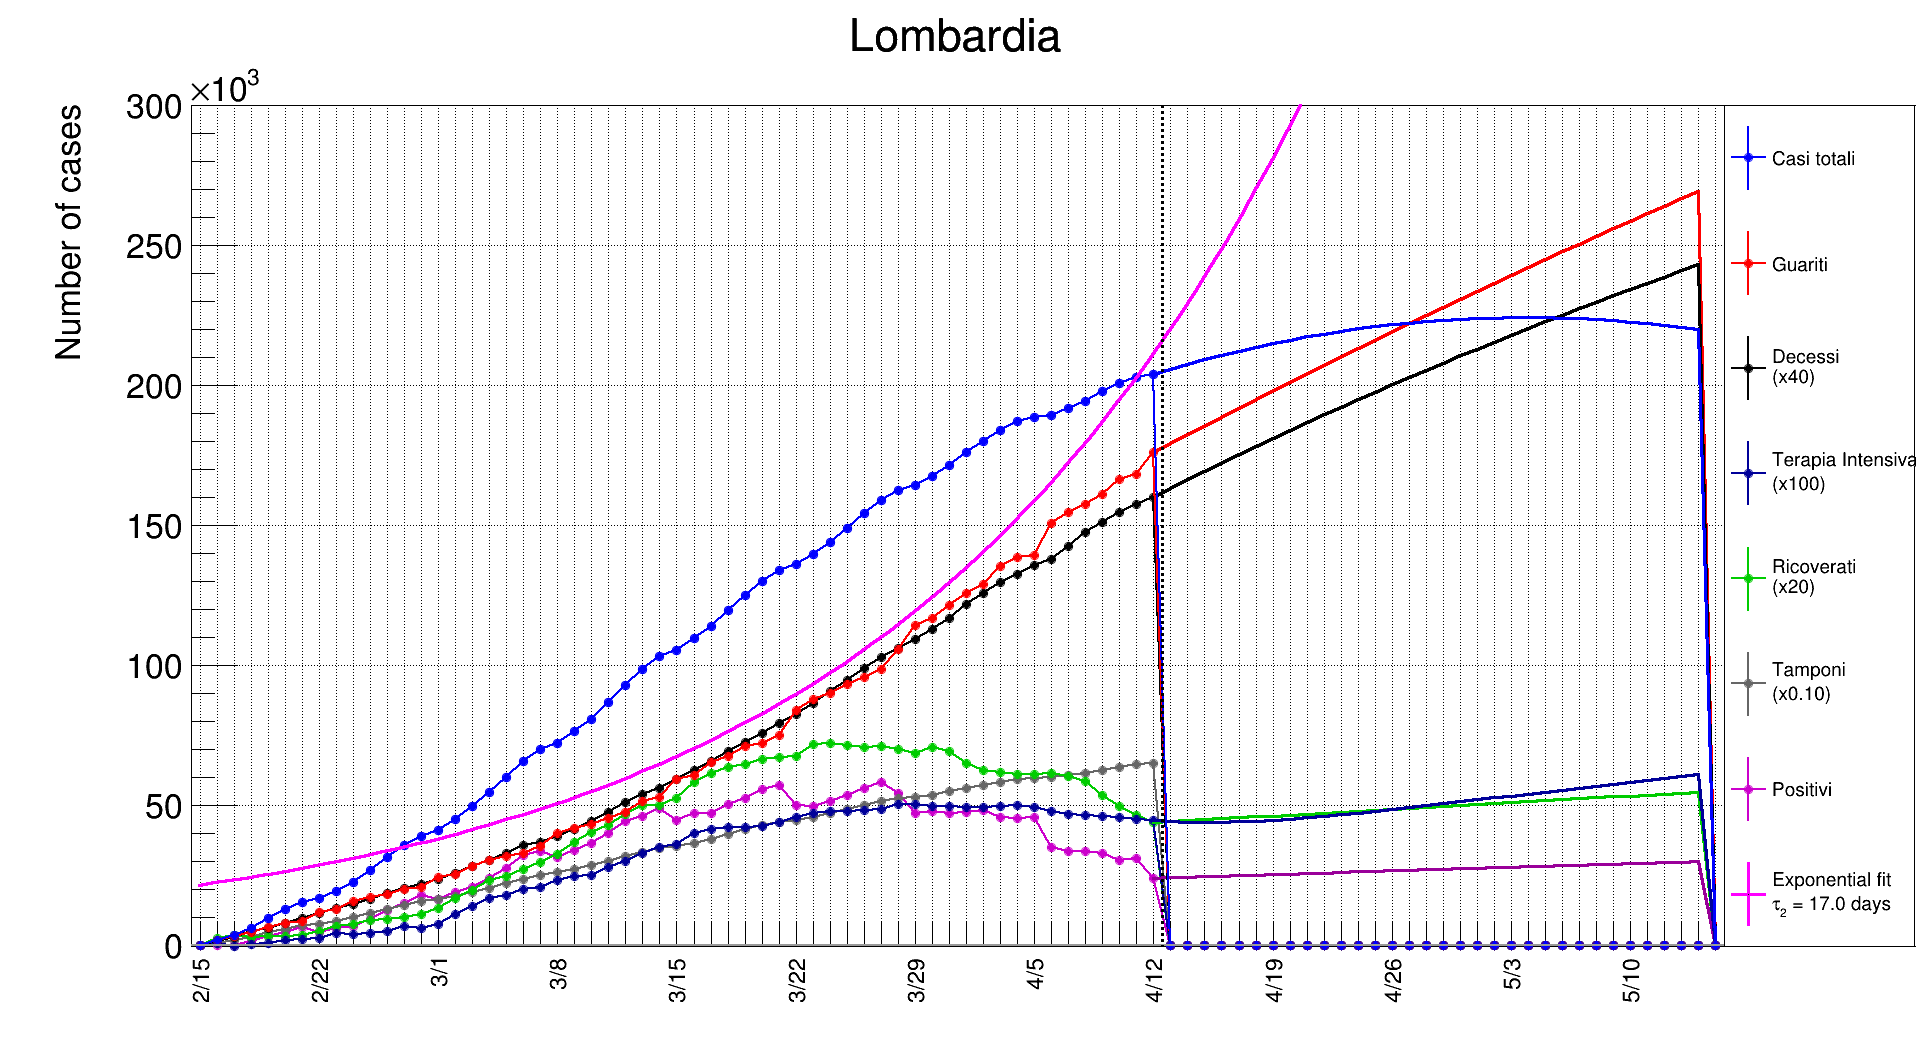 Lombardia
×10³
Number of cases
300
250
200
150
100
50
0
2/15
2/22
3/1
3/8
3/15
3/22
3/29
4/5
4/12
4/19
4/26
5/3
5/10
Casi totali
Guariti
Decessi
(x40)
Terapia Intensiva
(x100)
Ricoverati
(x20)
Tamponi
(x0.10)
Positivi
Exponential fit
τ₂ = 17.0 days